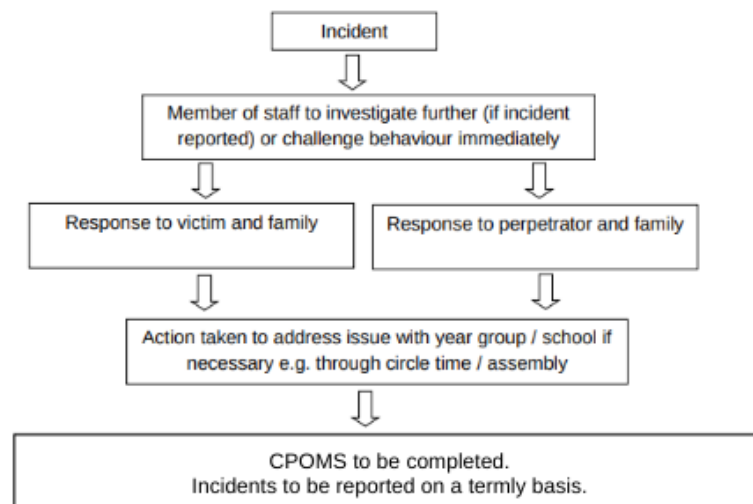 Incident
Member of staff to investigate further (if incident
reported) or challenge behaviour immediately
Response to victim and family
Response to perpetrator and family
Action taken to address issue with year group / school if
necessary e.g. through circle time / assembly
CPOMS to be completed.
Incidents to be reported on a termly basis.